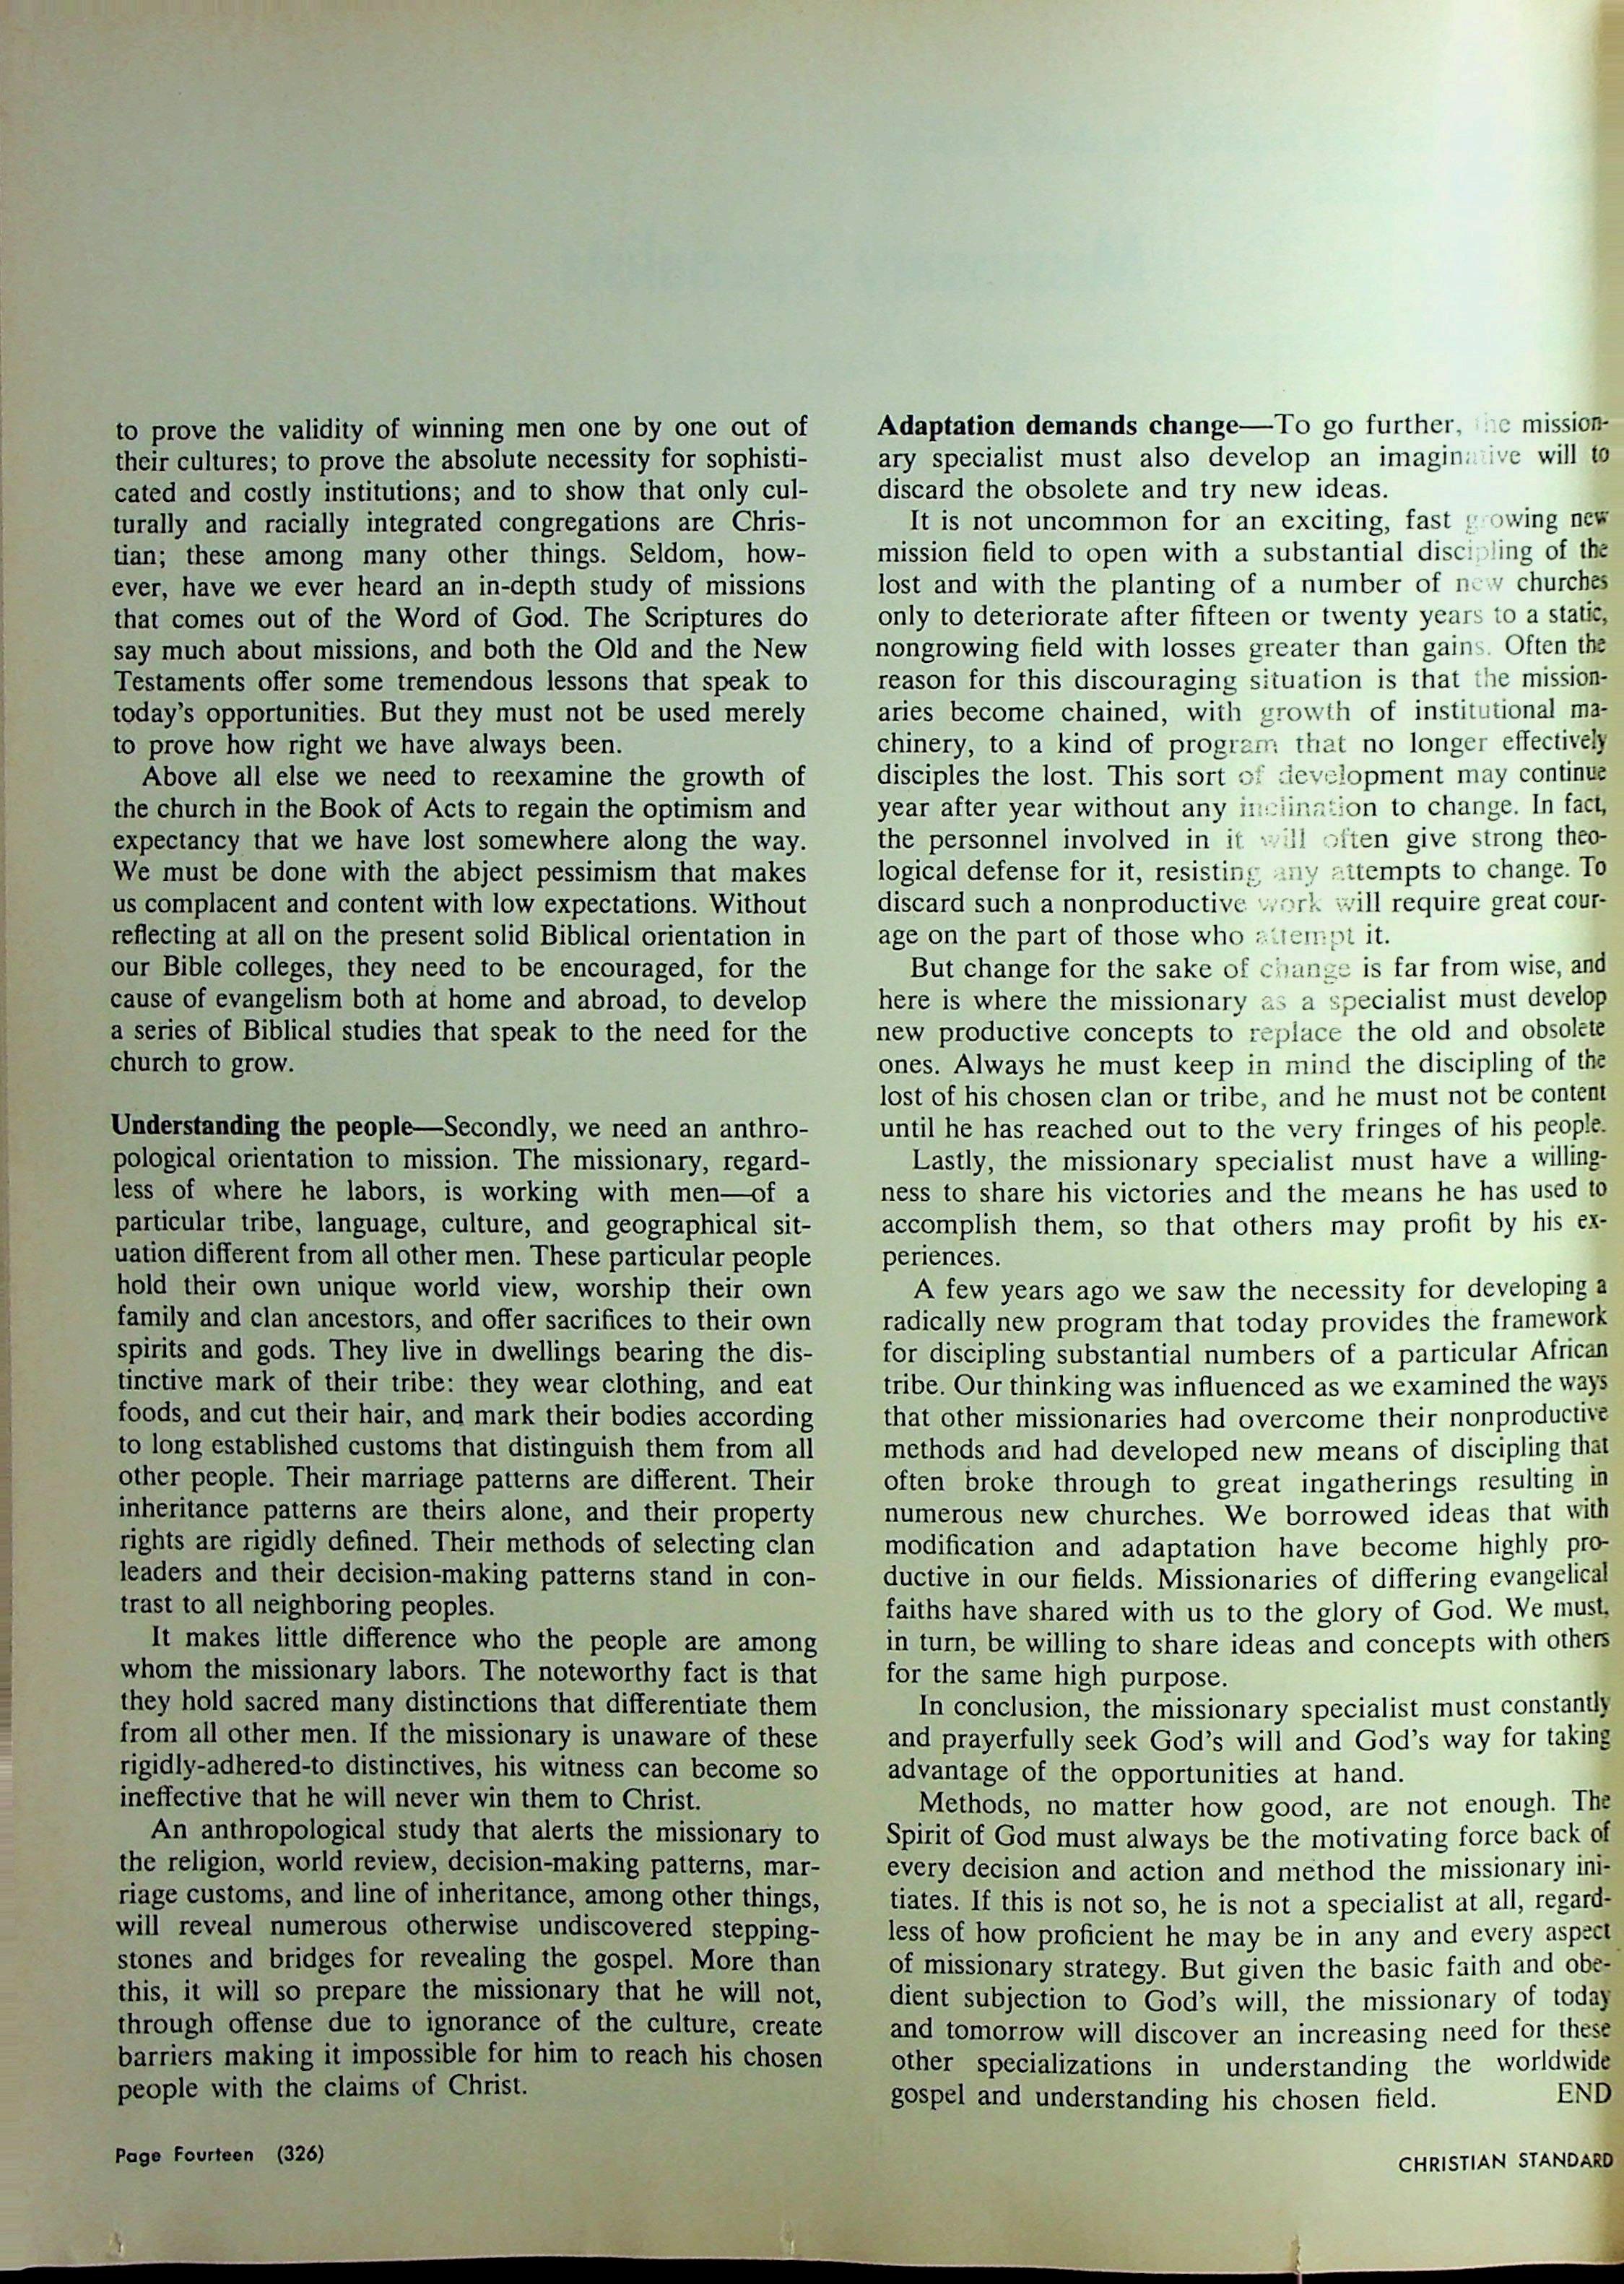 to prove the validity of winning men one by one out of
their cultures; to prove the absolute necessity for sophisti-
cated and costly institutions; and to show that only cul-
turally and racially integrated congregations are Chris-
tian; these among many other things. Seldom, how-
ever, have we ever heard an in-depth study of missions
that comes out of the Word of God. The Scriptures do
say much about missions, and both the Old and the New
Testaments offer some tremendous lessons that speak to
today's opportunities. But they must not be used merely
to prove how right we have always been.
Above all else we need to reexamine the growth of
the church in the Book of Acts to regain the optimism and
expectancy that we have lost somewhere along the way.
We must be done with the abject pessimism that makes
us complacent and content with low expectations. Without
reflecting at all on the present solid Biblical orientation in
our Bible colleges, they need to be encouraged, for the
cause of evangelism both at home and abroad, to develop
a series of Biblical studies that speak to the need for the
church to grow.
Understanding the people—Secondly, we need an anthro-
pological orientation to mission. The missionary, regard-
less of where he labors, is working with men—of a
particular tribe, language, culture, and geographical sit-
uation different from all other men. These particular people
hold their own unique world view, worship their own
family and clan ancestors, and offer sacrifices to their own
spirits and gods. They live in dwellings bearing the dis-
tinctive mark of their tribe: they wear clothing, and eat
foods, and cut their hair, and mark their bodies according
to long established customs that distinguish them from all
other people. Their marriage patterns are different. Their
inheritance patterns are theirs alone, and their property
rights are rigidly defined. Their methods of selecting clan
leaders and their decision-making patterns stand in con-
trast to all neighboring peoples.
It makes little difference who the people are among
whom the missionary labors. The noteworthy fact is that
they hold sacred many distinctions that differentiate them
from all other men. If the missionary is unaware of these
rigidly-adhered-to distinctives, his witness can become so
ineffective that he will never win them to Christ.
An anthropological study that alerts the missionary to
the religion, world review, decision-making patterns, mar-
riage customs, and line of inheritance, among other things,
will reveal numerous otherwise undiscovered stepping-
stones and bridges for revealing the gospel. More than
this, it will so prepare the missionary that he will not,
through offense due to ignorance of the culture, create
barriers making it impossible for him to reach his chosen
people with the claims of Christ.
Adaptation demands change—To go further, the mission-
ary specialist must also develop an imaginative will to
discard the obsolete and try new ideas.
It is not uncommon for an exciting, fast growing new
mission field to open with a substantial discipling of the
lost and with the planting of a number of new churches
only to deteriorate after fifteen or twenty years to a static,
nongrowing field with losses greater than gains. Often the
reason for this discouraging situation is that the mission-
aries become chained, with growth of institutional ma-
chinery, to a kind of program that no longer effectively
disciples the lost. This sort of development may continue
year after year without any inclination to change. In fact,
the personnel involved in it will often give strong theo-
logical defense for it, resisting any attempts to change. To
discard such a nonproductive work will require great cour-
age on the part of those who attempt it.
But change for the sake of change is far from wise, and
here is where the missionary as a specialist must develop
new productive concepts to replace the old and obsolete
ones. Always he must keep in mind the discipling of the
lost of his chosen clan or tribe, and he must not be content
until he has reached out to the very fringes of his people.
Lastly, the missionary specialist must have a willing-
ness to share his victories and the means he has used to
accomplish them, so that others may profit by his ex-
periences.
A few years ago we saw the necessity for developing a
radically new program that today provides the framework
for discipling substantial numbers of a particular African
tribe. Our thinking was influenced as we examined the ways
that other missionaries had overcome their nonproductive
methods and had developed new means of discipling that
often broke through to great ingatherings resulting in
numerous new churches. We borrowed ideas that with
modification and adaptation have become highly pro-
ductive in our fields. Missionaries of differing evangelical
faiths have shared with us to the glory of God. We must,
in turn, be willing to share ideas and concepts with others
for the same high purpose.
In conclusion, the missionary specialist must constantly
and prayerfully seek God's will and God's way for taking
advantage of the opportunities at hand.
Methods, no matter how good, are not enough. The
Spirit of God must always be the motivating force back of
every decision and action and method the missionary ini-
tiates. If this is not so, he is not a specialist at all, regard-
less of how proficient he may be in any and every aspect
of missionary strategy. But given the basic faith and obe-
dient subjection to God's will, the missionary of today
and tomorrow will discover an increasing need for these
other specializations in understanding the worldwide
gospel and understanding his chosen field. END
Page Fourteen (326)
CHRISTIAN STANDARD